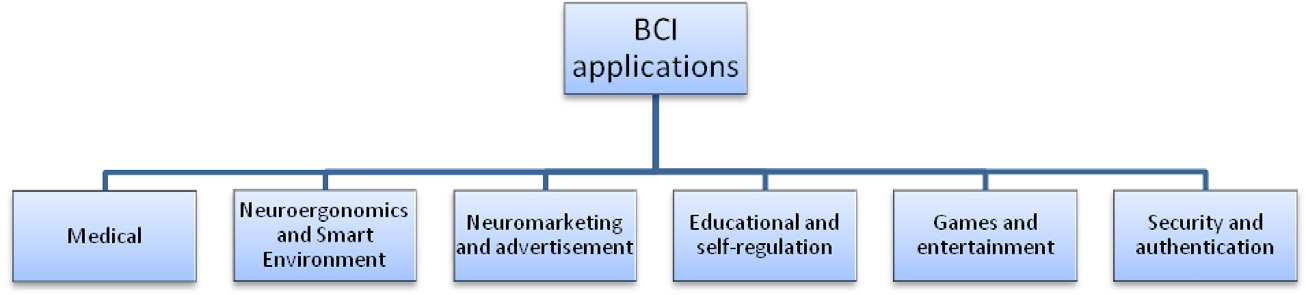 BCI
applications
Medical
Neuroergonomics
and Smart
Environment
Neuromarketing
and advertisement
Educational and
self-regulation
Games and
entertainment
Security and
authentication